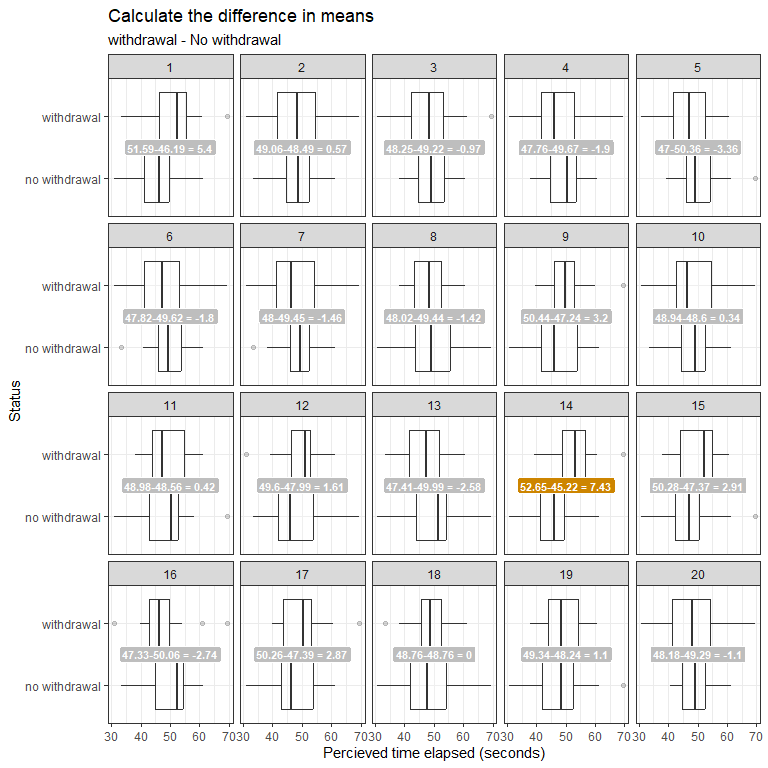 Calculate the difference in means
withdrawal - No withdrawal
1 2 3 4 5
withdrawal
51.59-46.19 = 5.4 49.06-48.49 = 0.57 48.25-49.22 = -0.97 47.76-49.67 = -1.9 47-50.36 = -3.36
no withdrawal
6 7 8 9 10
withdrawal
47.82-49.62 = -1.8 48-49.45 = -1.46 48.02-49.44 = -1.42 50.44-47.24 = 3.2 48.94-48.6 = 0.34
no withdrawal
Status
11 12 13 14 15
withdrawal
48.98-48.56 = 0.42 49.6-47.99 = 1.61 47.41-49.99 = -2.58 52.65-45.22 = 7.43 50.28-47.37 = 2.91
no withdrawal
16 17 18 19 20
withdrawal
47.33-50.06 = -2.74 50.26-47.39 = 2.87 48.76-48.76 = 0 49.34-48.24 = 1.1 48.18-49.29 = -1.1
no withdrawal
30 40 50 60 70 30 40 50 60 70 30 40 50 60 70 30 40 50 60 70 30 40 50 60 70
Percieved time elapsed (seconds)